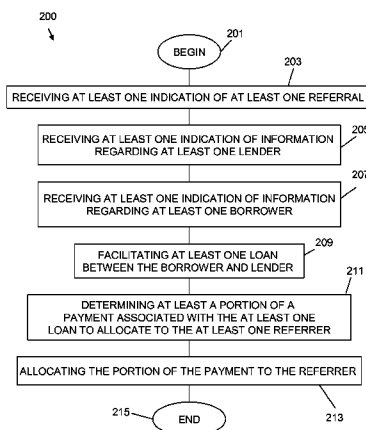 200
201
BEGIN
203
RECEIVING AT LEAST ONE INDICATION OF AT LEAST ONE REFERRAL
205
RECEIVING AT LEAST ONE INDICATION OF INFORMATION
REGARDING AT LEAST ONE LENDER
207
RECEIVING AT LEAST ONE INDICATION OF INFORMATION
REGARDING AT LEAST ONE BORROWER
209
FACILITATING AT LEAST ONE LOAN
BETWEEN THE BORROWER AND LENDER
211
DETERMINING AT LEAST A PORTION OF A
PAYMENT ASSOCIATED WITH THE AT LEAST ONE
LOAN TO ALLOCATE TO THE AT LEAST ONE REFERRER
ALLOCATING THE PORTION OF THE PAYMENT TO THE REFERRER
213
215
END